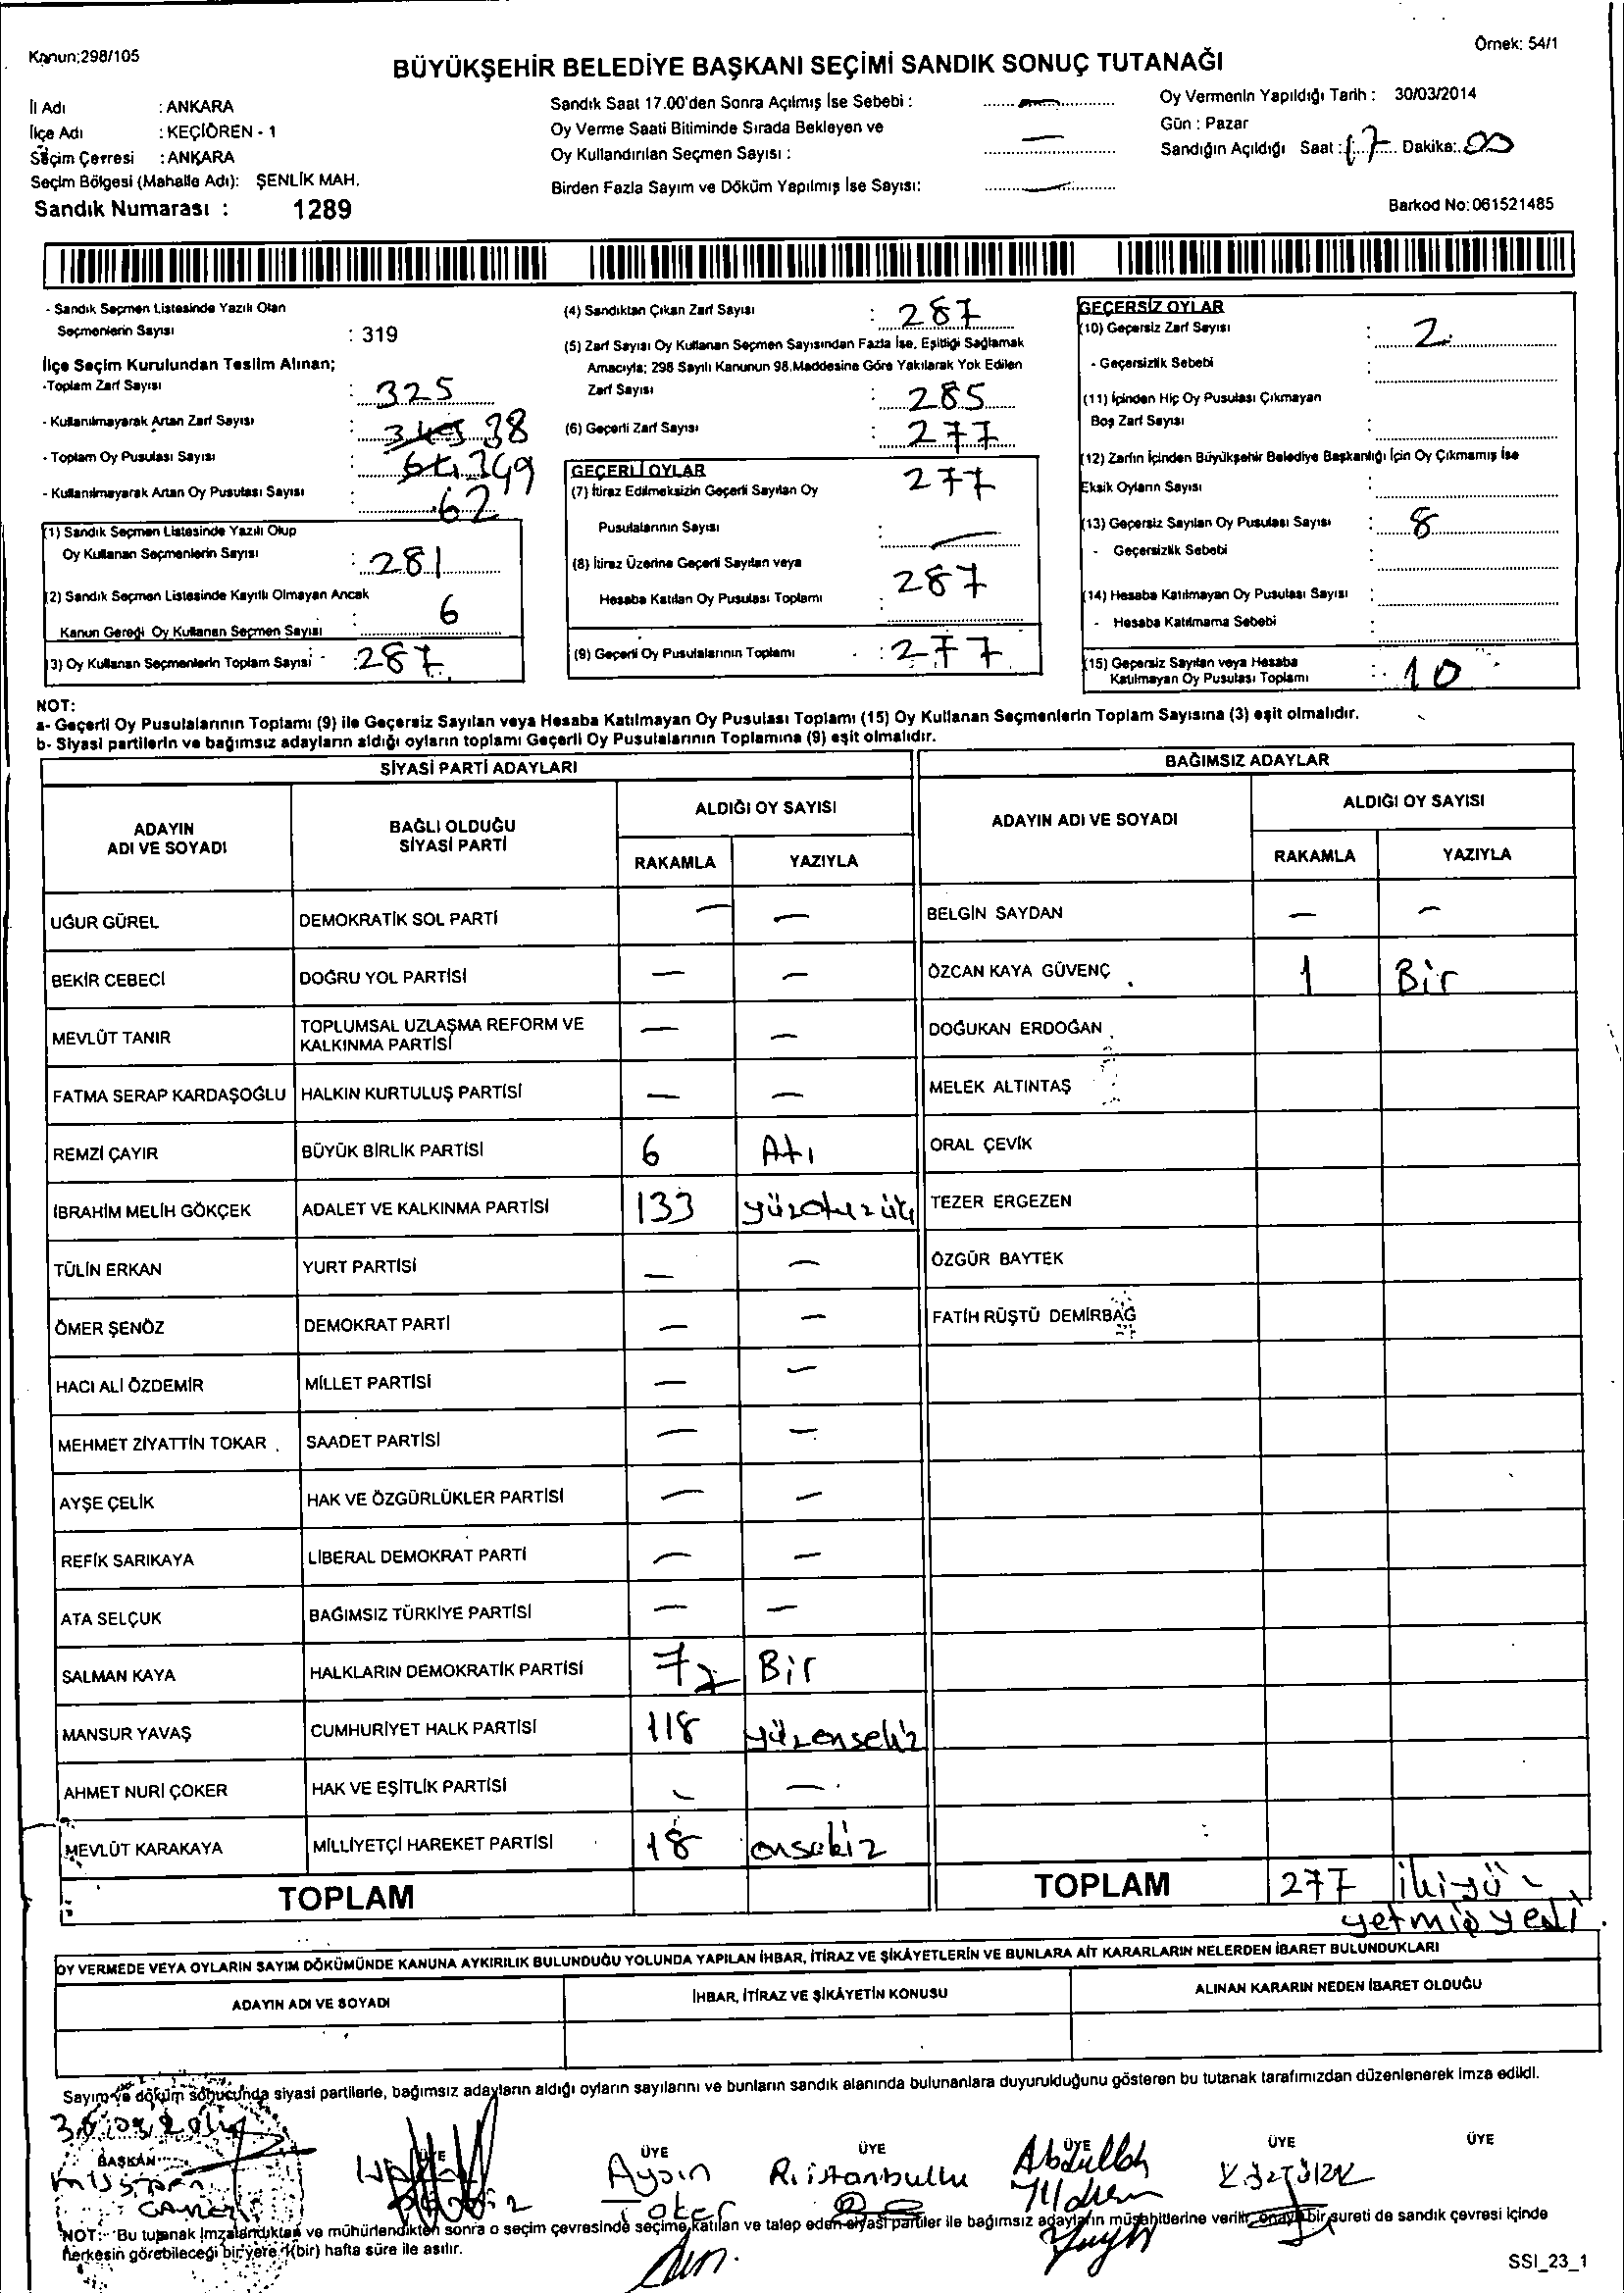 Kanun:298/105
Örnek: 54/1
BÜYÜKŞEHİR BELEDİYE BAŞKANI SEÇİMİ SANDIK SONUÇ TUTANAĞI
İl Adı : ANKARA
İlçe Adı : KEÇİÖREN - 1
Seçim Çevresi : ANKARA
Seçim Bölgesi (Mahalle Adı): ŞENLİK MAH.
Sandık Numarası : 1289
Sandık Saat 17.00'den Sonra Açılmış İse Sebebi :
Oy Verme Saati Bitiminde Sırada Bekleyen ve
Oy Kullandırılan Seçmen Sayısı :
Birden Fazla Sayım ve Döküm Yapılmış İse Sayısı:
Oy Vermenin Yapıldığı Tarih : 30/03/2014
Gün : Pazar
Sandığın Açıldığı Saat : 17 Dakika: 00
Barkod No: 061521485
- Sandık Seçmen Listesinde Yazılı Olan
Seçmenlerin Sayısı : 319
İlçe Seçim Kurulundan Teslim Alınan;
-Toplam Zarf Sayısı : 325
- Kullanılmayarak Artan Zarf Sayısı : 38
- Toplam Oy Pusulası Sayısı : 349
- Kullanılmayarak Artan Oy Pusulası Sayısı : 62
(1) Sandık Seçmen Listesinde Yazılı Olup
Oy Kullanan Seçmenlerin Sayısı : 281
(2) Sandık Seçmen Listesinde Kayıtlı Olmayan Ancak
Kanun Gereği Oy Kullanan Seçmen Sayısı : 6
(3) Oy Kullanan Seçmenlerin Toplam Sayısı : 287
(4) Sandıktan Çıkan Zarf Sayısı : 287
(5) Zarf Sayısı Oy Kullanan Seçmen Sayısından Fazla İse, Eşitliği Sağlamak
Amacıyla; 298 Sayılı Kanunun 98.Maddesine Göre Yakılarak Yok Edilen
Zarf Sayısı : 285
(6) Geçerli Zarf Sayısı : 277
GEÇERLİ OYLAR
(7) İtiraz Edilmeksizin Geçerli Sayılan Oy 277
Pusulalarının Sayısı :
(8) İtiraz Üzerine Geçerli Sayılan veya
Hesaba Katılan Oy Pusulası Toplamı : 287
(9) Geçerli Oy Pusulalarının Toplamı : 277
GEÇERSİZ OYLAR
(10) Geçersiz Zarf Sayısı : 2
- Geçersizlik Sebebi :
(11) İçinden Hiç Oy Pusulası Çıkmayan
Boş Zarf Sayısı :
(12) Zarfın İçinden Büyükşehir Belediye Başkanlığı İçin Oy Çıkmamış İse
Eksik Oyların Sayısı :
(13) Geçersiz Sayılan Oy Pusulası Sayısı : 8
- Geçersizlik Sebebi :
(14) Hesaba Katılmayan Oy Pusulası Sayısı :
- Hesaba Katılmama Sebebi :
(15) Geçersiz Sayılan veya Hesaba
Katılmayan Oy Pusulası Toplamı : 10
NOT:
a- Geçerli Oy Pusulalarının Toplamı (9) ile Geçersiz Sayılan veya Hesaba Katılmayan Oy Pusulası Toplamı (15) Oy Kullanan Seçmenlerin Toplam Sayısına (3) eşit olmalıdır.
b- Siyasi partilerin ve bağımsız adayların aldığı oyların toplamı Geçerli Oy Pusulalarının Toplamına (9) eşit olmalıdır.
SİYASİ PARTİ ADAYLARI
BAĞIMSIZ ADAYLAR
ADAYIN
ADI VE SOYADI
BAĞLI OLDUĞU
SİYASİ PARTİ
ALDIĞI OY SAYISI
RAKAMLA YAZIYLA
ADAYIN ADI VE SOYADI
ALDIĞI OY SAYISI
RAKAMLA YAZIYLA
UĞUR GÜREL DEMOKRATİK SOL PARTİ — — BELGİN SAYDAN — —
BEKİR CEBECİ DOĞRU YOL PARTİSİ — — ÖZCAN KAYA GÜVENÇ 1 Bir
MEVLÜT TANIR TOPLUMSAL UZLAŞMA REFORM VE
KALKINMA PARTİSİ — — DOĞUKAN ERDOĞAN
FATMA SERAP KARDAŞOĞLU HALKIN KURTULUŞ PARTİSİ — — MELEK ALTINTAŞ
REMZİ ÇAYIR BÜYÜK BİRLİK PARTİSİ 6 Atı ORAL ÇEVİK
İBRAHİM MELİH GÖKÇEK ADALET VE KALKINMA PARTİSİ 133 TEZER ERGEZEN
TÜLİN ERKAN YURT PARTİSİ — — ÖZGÜR BAYTEK
ÖMER ŞENÖZ DEMOKRAT PARTİ — — FATİH RÜŞTÜ DEMİRBAĞ
HACI ALİ ÖZDEMİR MİLLET PARTİSİ — —
MEHMET ZİYATTİN TOKAR SAADET PARTİSİ — —
AYŞE ÇELİK HAK VE ÖZGÜRLÜKLER PARTİSİ — —
REFİK SARIKAYA LİBERAL DEMOKRAT PARTİ — —
ATA SELÇUK BAĞIMSIZ TÜRKİYE PARTİSİ — —
SALMAN KAYA HALKLARIN DEMOKRATİK PARTİSİ Bir
MANSUR YAVAŞ CUMHURİYET HALK PARTİSİ 118 yüzonsekiz
AHMET NURİ ÇOKER HAK VE EŞİTLİK PARTİSİ — —
MEVLÜT KARAKAYA MİLLİYETÇİ HAREKET PARTİSİ 18 onsekiz
TOPLAM
TOPLAM 277 ikiyü
yetmişyedi
OY VERMEDE VEYA OYLARIN SAYIM DÖKÜMÜNDE KANUNA AYKIRILIK BULUNDUĞU YOLUNDA YAPILAN İHBAR, İTİRAZ VE ŞİKÂYETLERİN VE BUNLARA AİT KARARLARIN NELERDEN İBARET BULUNDUKLARI
ADAYIN ADI VE SOYADI İHBAR, İTİRAZ VE ŞİKÂYETİN KONUSU ALINAN KARARIN NEDEN İBARET OLDUĞU
Sayım ve döküm sonucunda siyasi partilerle, bağımsız adayların aldığı oyların sayılarını ve bunların sandık alanında bulunanlara duyurulduğunu gösteren bu tutanak tarafımızdan düzenlenerek imza edildi.
30/03/2014
BAŞKAN ÜYE ÜYE ÜYE ÜYE ÜYE ÜYE
Aydın R. istanbullu Abdullah
Toker Yıldırım
NOT: Bu tutanak imzalandıktan ve mühürlendikten sonra o seçim çevresinde seçime katılan ve talep eden siyasi partiler ile bağımsız adayların müşahitlerine verilir, onaylı bir sureti de sandık çevresi içinde
herkesin görebileceği bir yere 1(bir) hafta süre ile asılır.
SSI_23_1